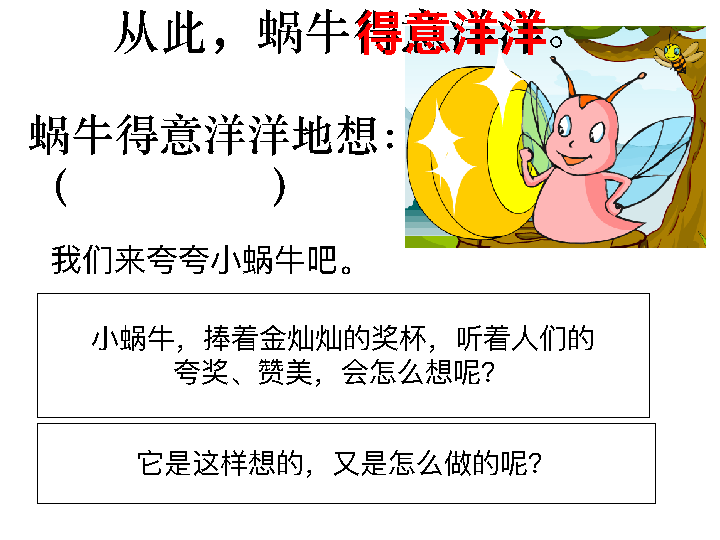 从此，蜗牛得意洋洋。
蜗牛得意洋洋地想：
（ ）
我们来夸夸小蜗牛吧。
小蜗牛，捧着金灿灿的奖杯，听着人们的
夸奖、赞美，会怎么想呢？
它是这样想的，又是怎么做的呢？